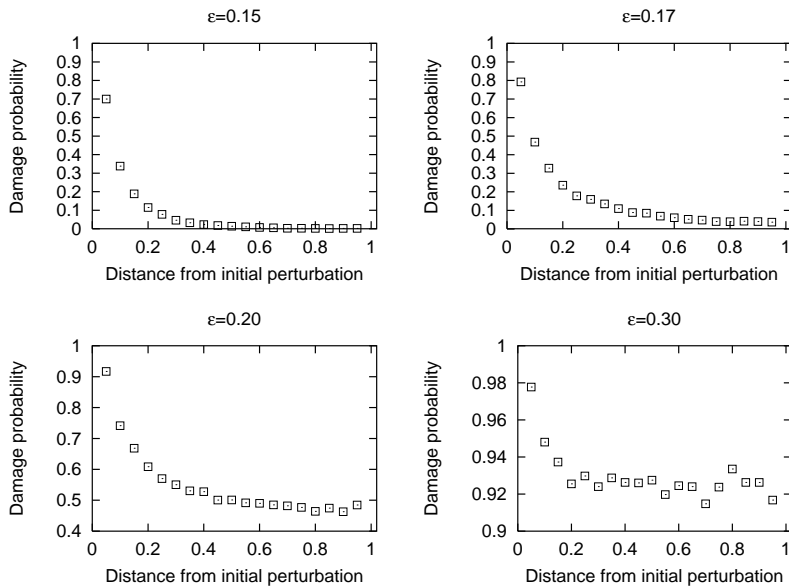 ε=0.15
Damage probability
1
0.9
0.8
0.7
0.6
0.5
0.4
0.3
0.2
0.1
0
0 0.2 0.4 0.6 0.8 1
Distance from initial perturbation
ε=0.17
Damage probability
1
0.9
0.8
0.7
0.6
0.5
0.4
0.3
0.2
0.1
0
0 0.2 0.4 0.6 0.8 1
Distance from initial perturbation
ε=0.20
Damage probability
1
0.9
0.8
0.7
0.6
0.5
0.4
0 0.2 0.4 0.6 0.8 1
Distance from initial perturbation
ε=0.30
Damage probability
1
0.98
0.96
0.94
0.92
0.9
0 0.2 0.4 0.6 0.8 1
Distance from initial perturbation